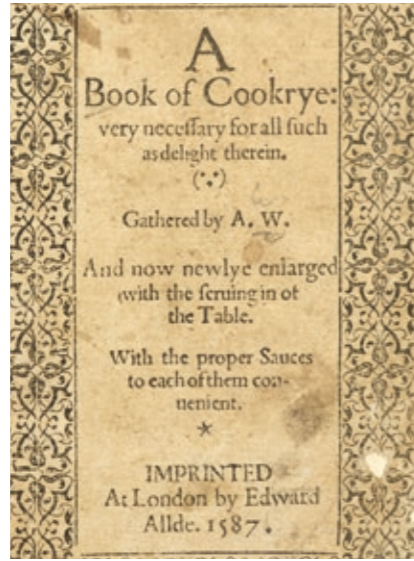 A
Book of Cookrye:
very neceſſary for all ſuch
as delight therein.
Gathered by A. W.
And now newlye enlarged
with the ſeruing in of
the Table.
With the proper Sauces
to each of them con-
uenient.
IMPRINTED
At London by Edward
Allde. 1587.